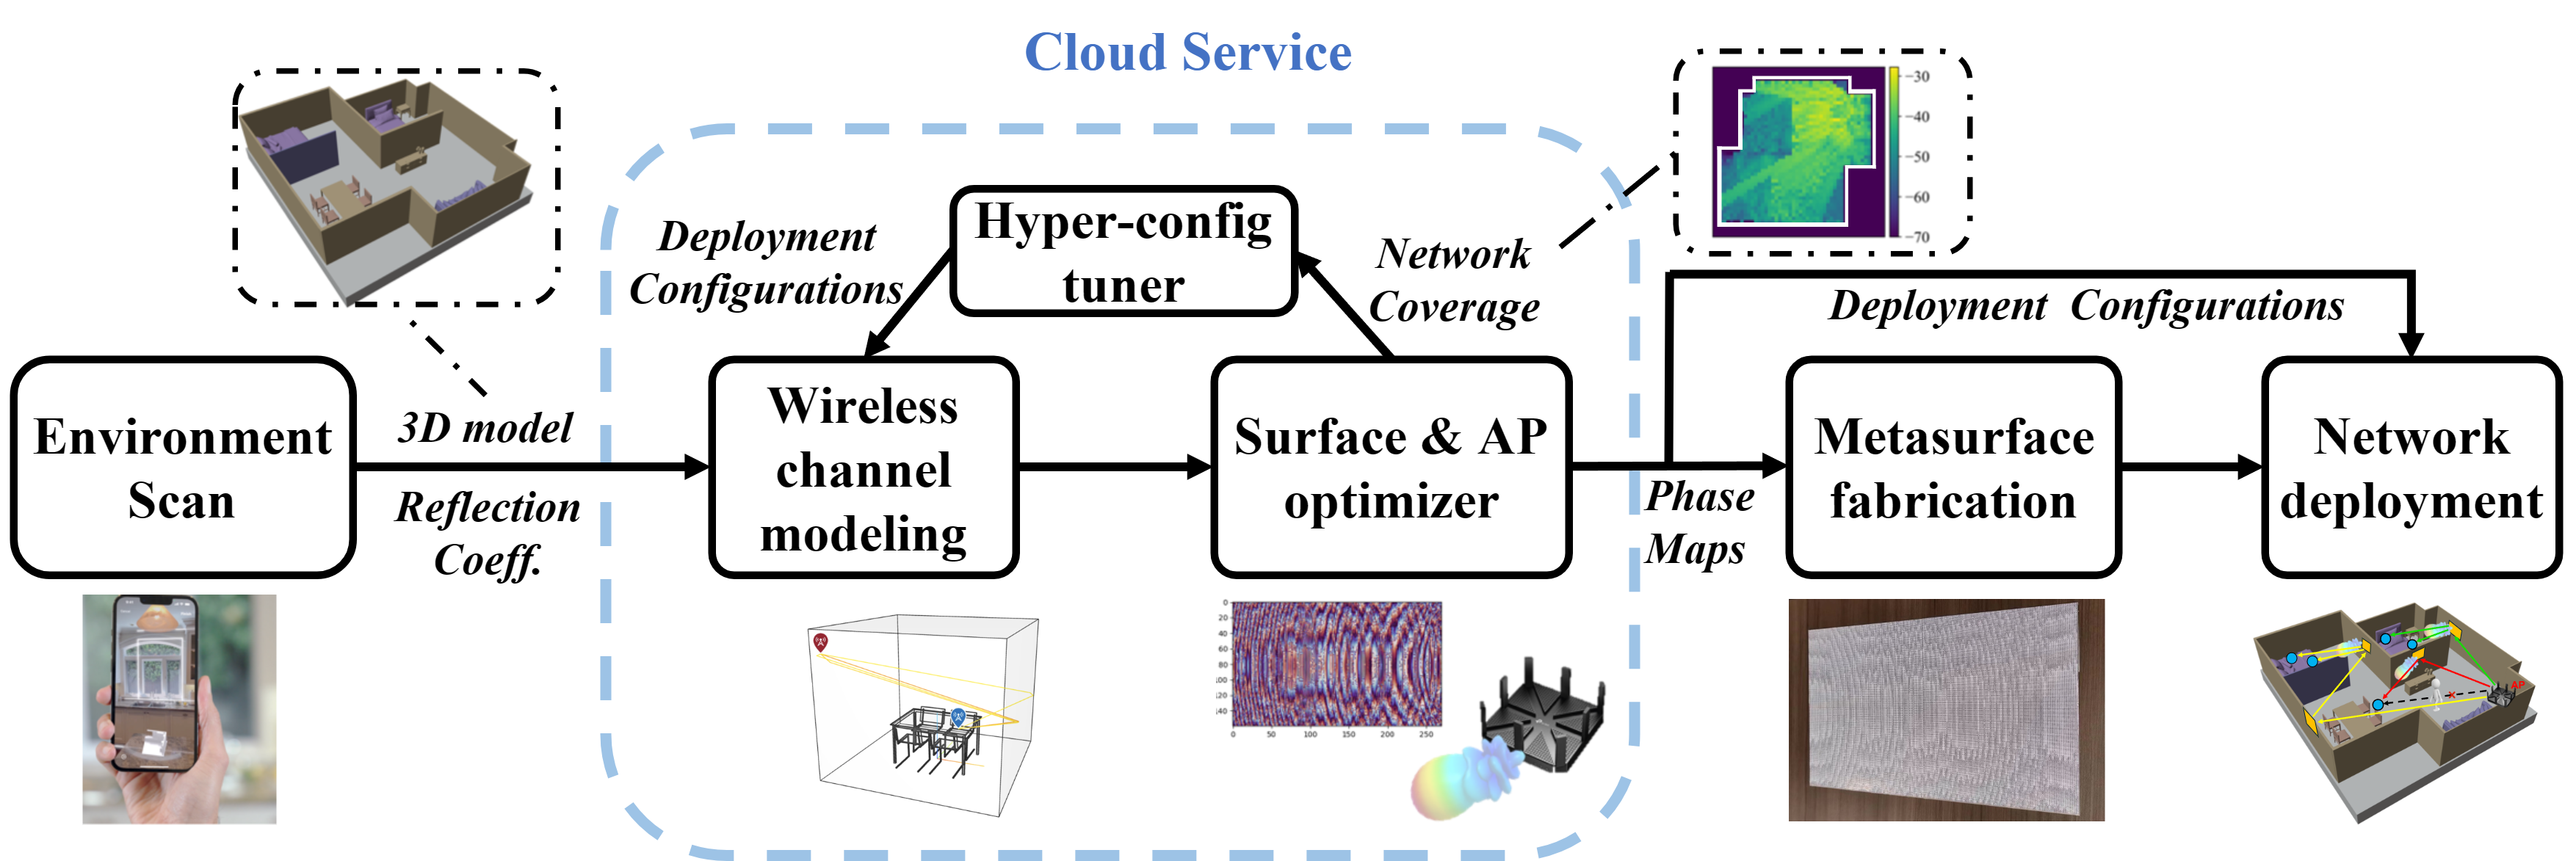 Cloud Service
-30
-40
-50
-60
-70
Hyper-config
tuner
Deployment
Configurations
Network
Coverage
Deployment Configurations
Environment
Scan
3D model
Reflection
Coeff.
Wireless
channel
modeling
Surface & AP
optimizer
Phase
Maps
Metasurface
fabrication
Network
deployment
0
20
40
60
80
100
120
0
50
100
150
200
250
AP